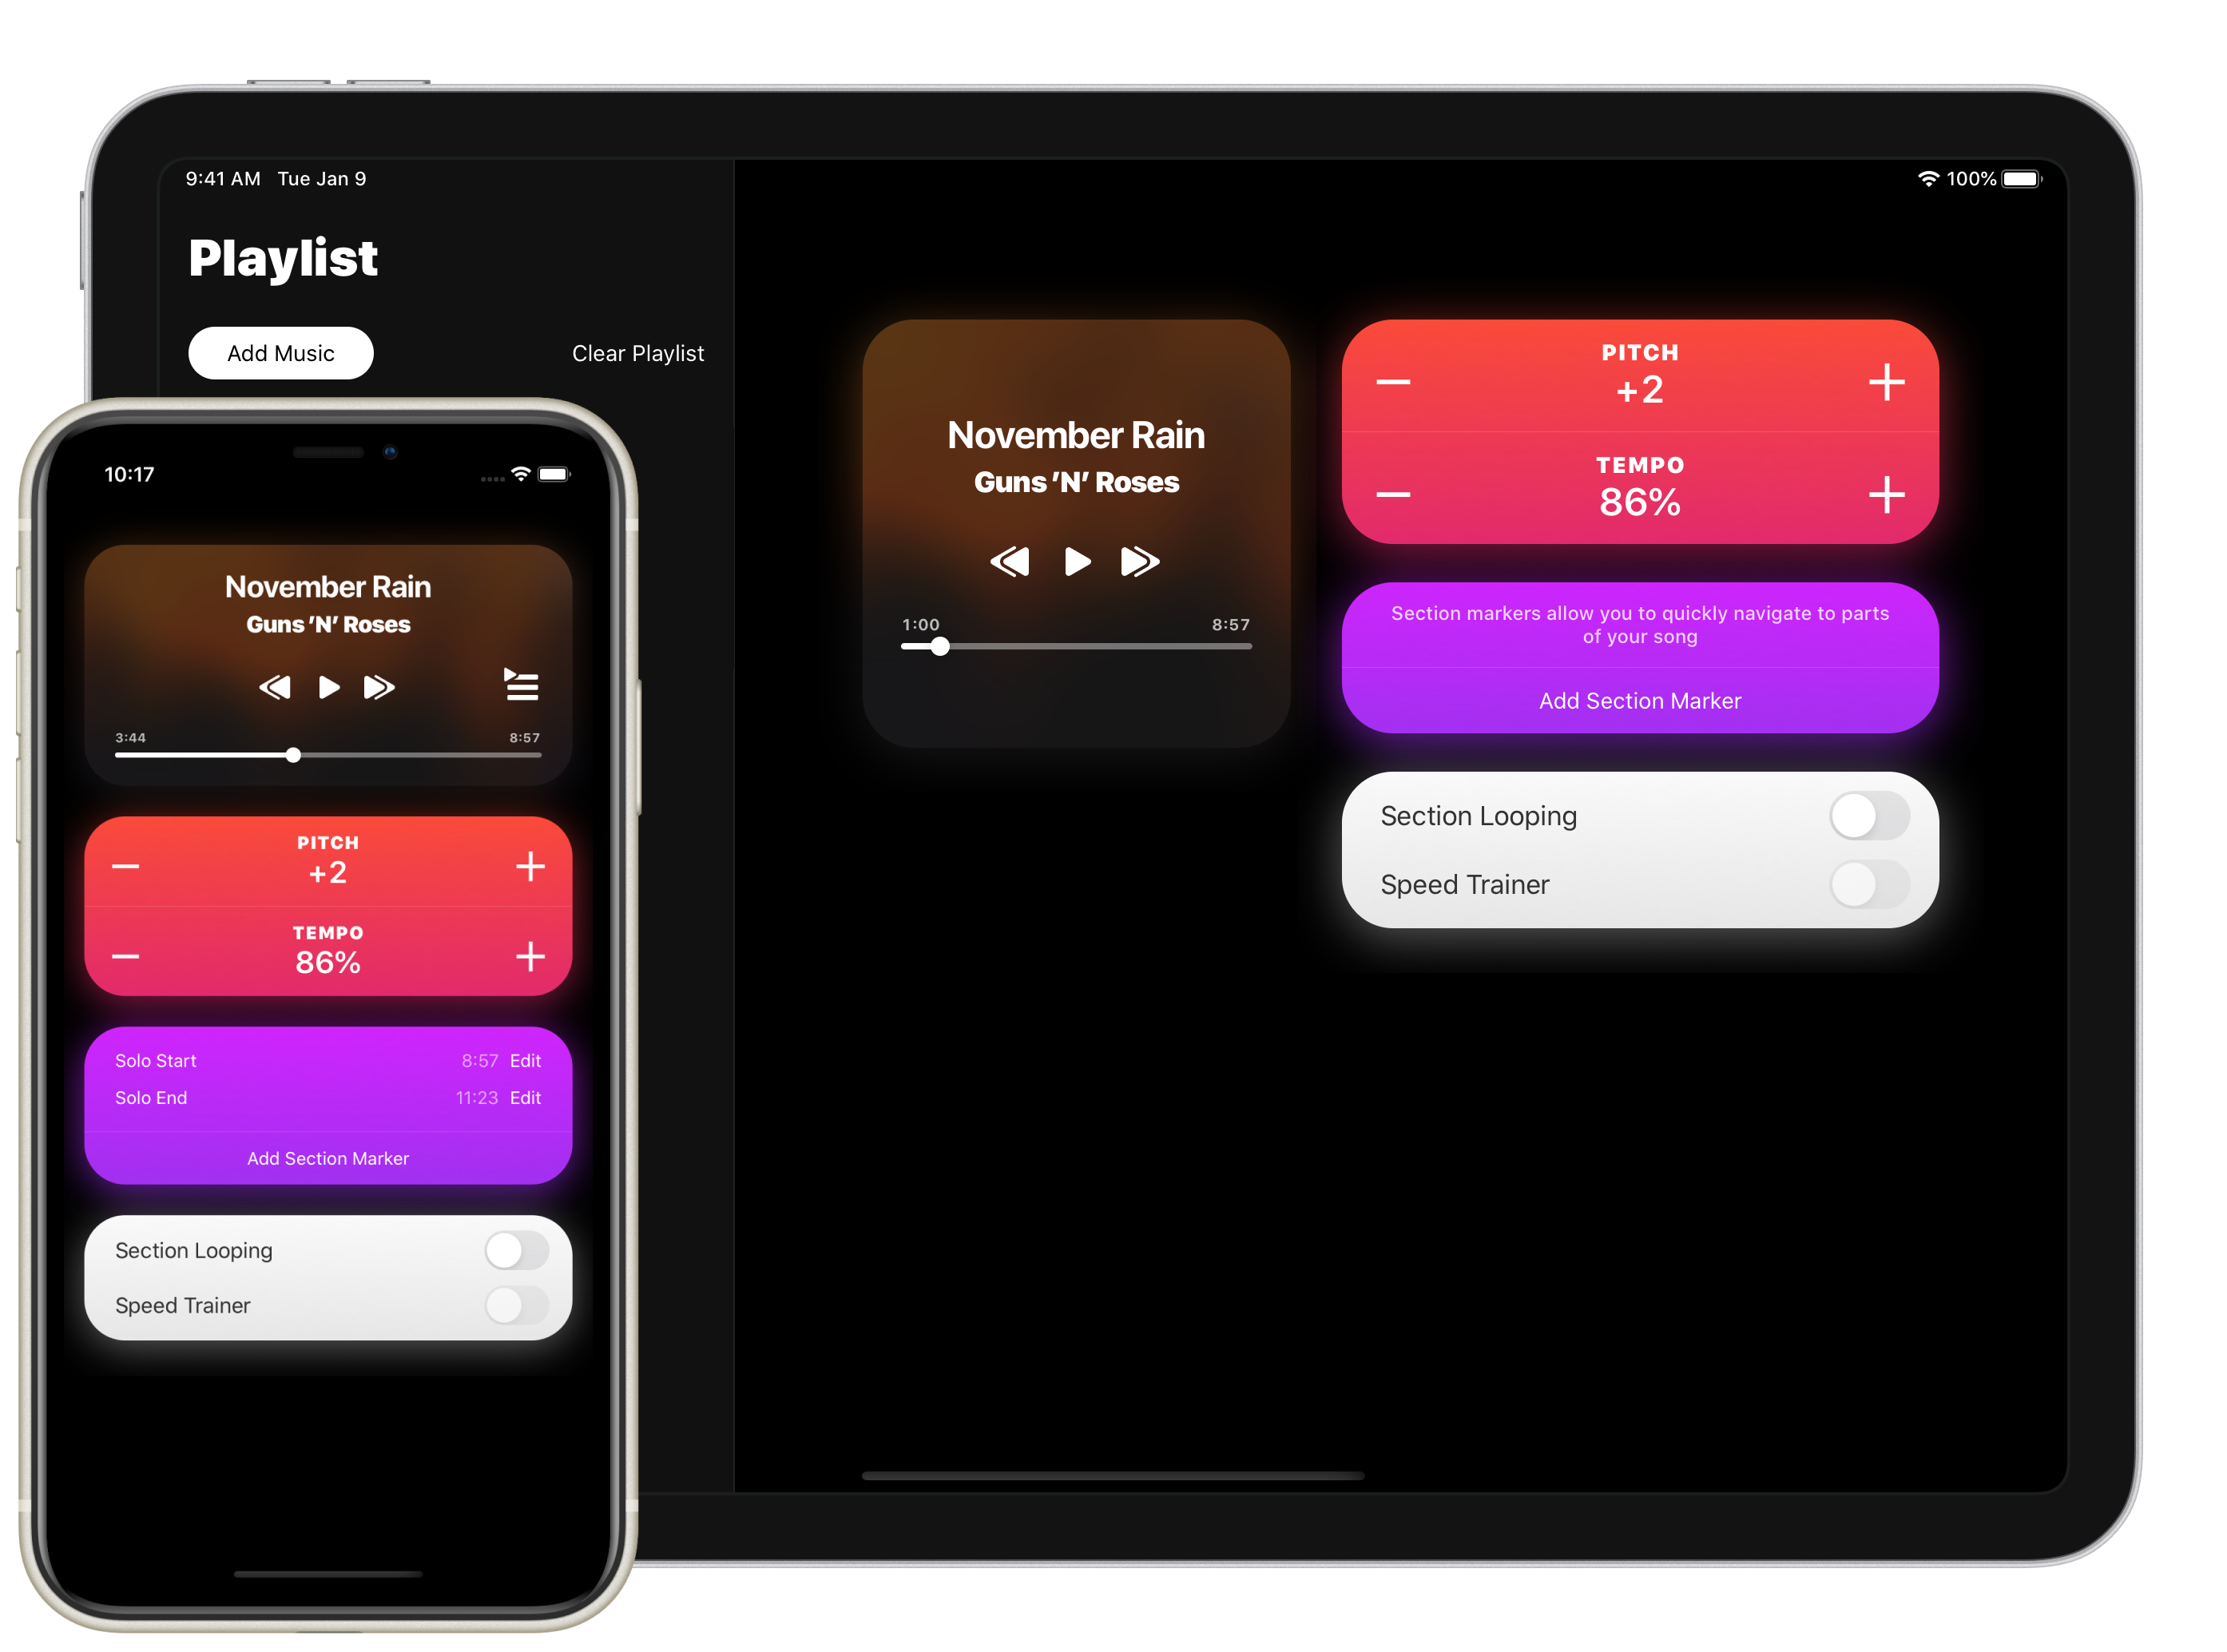 9:41 AM Tue Jan 9
100%
Playlist
Add Music
Clear Playlist
November Rain
Guns ’N’ Roses
1:00
8:57
PITCH
+2
TEMPO
86%
Section markers allow you to quickly navigate to parts
of your song
Add Section Marker
Section Looping
Speed Trainer
10:17
November Rain
Guns ’N’ Roses
3:44
8:57
PITCH
+2
TEMPO
86%
Solo Start 8:57 Edit
Solo End 11:23 Edit
Add Section Marker
Section Looping
Speed Trainer